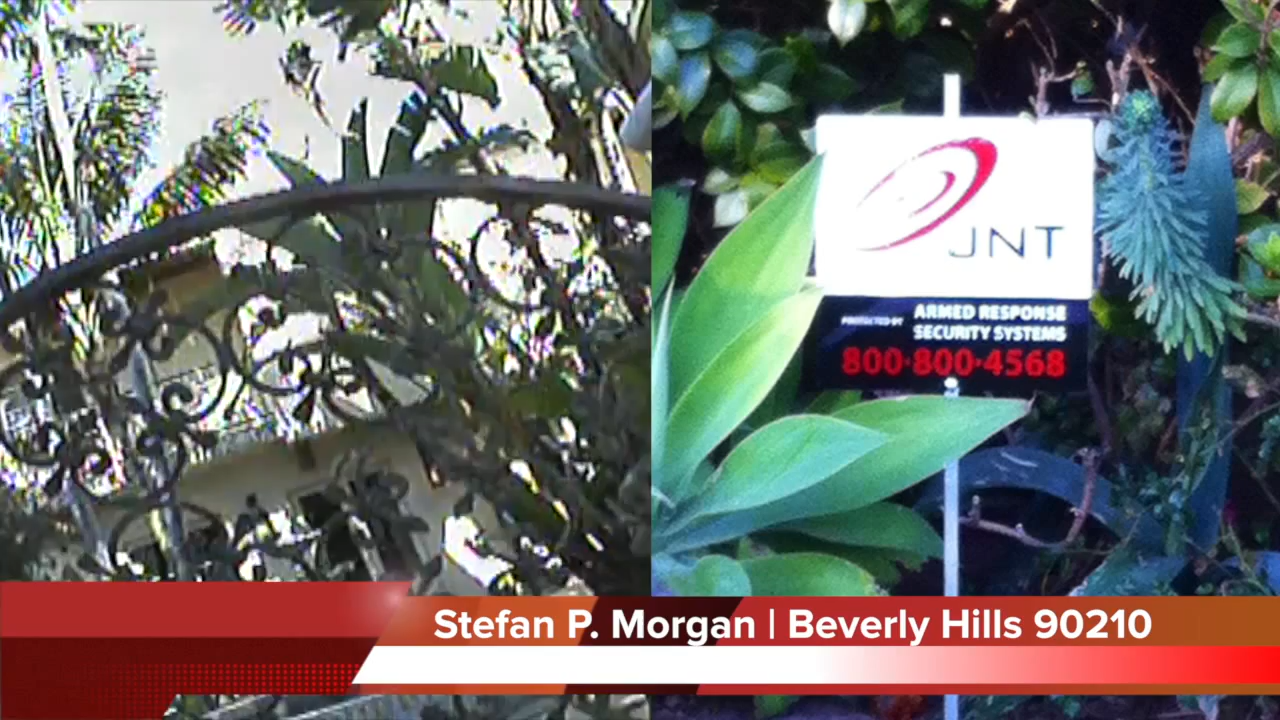 JNT
PROTECTED BY
ARMED RESPONSE
SECURITY SYSTEMS
800·800·4568
Stefan P. Morgan | Beverly Hills 90210